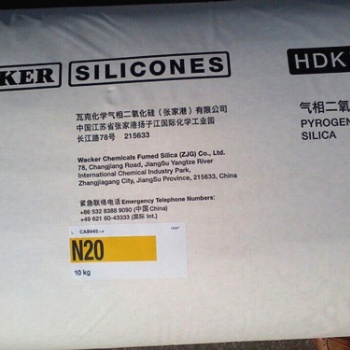 KER SILICONES HDK
瓦克化学气相二氧化硅（张家港）有限公司
中国江苏省张家港扬子江国际化学工业园
长江路78号 215633
Wacker Chemicals Fumed Silica (ZJG) Co., Ltd.
78, Changjiang Road, JiangSu Yangtze River
International Chemical Industry Park,
Zhangjiagang City, JiangSu Province, 215633, China
紧急联络电话 Emergency Telephone Numbers:
+86 532 8388 9090 (中国 China)
+49 621 60-43333 (国际 Int.)
气相二氧
PYROGEN
SILICA
N20
10 kg